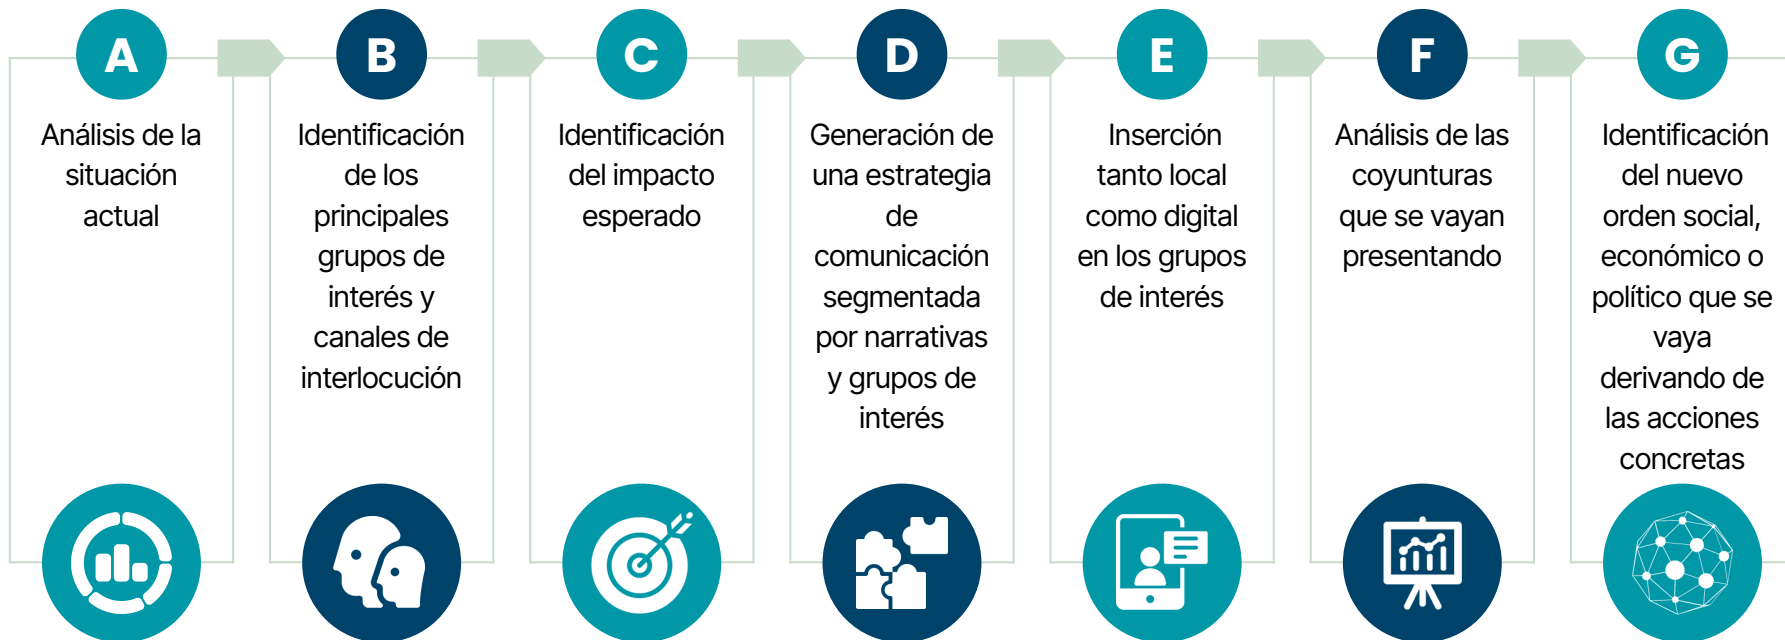 A
Análisis de la
situación
actual
B
Identificación
de los
principales
grupos de
interés y
canales de
interlocución
C
Identificación
del impacto
esperado
D
Generación de
una estrategia
de
comunicación
segmentada
por narrativas
y grupos de
interés
E
Inserción
tanto local
como digital
en los grupos
de interés
F
Análisis de las
coyunturas
que se vayan
presentando
G
Identificación
del nuevo
orden social,
económico o
político que se
vaya
derivando de
las acciones
concretas